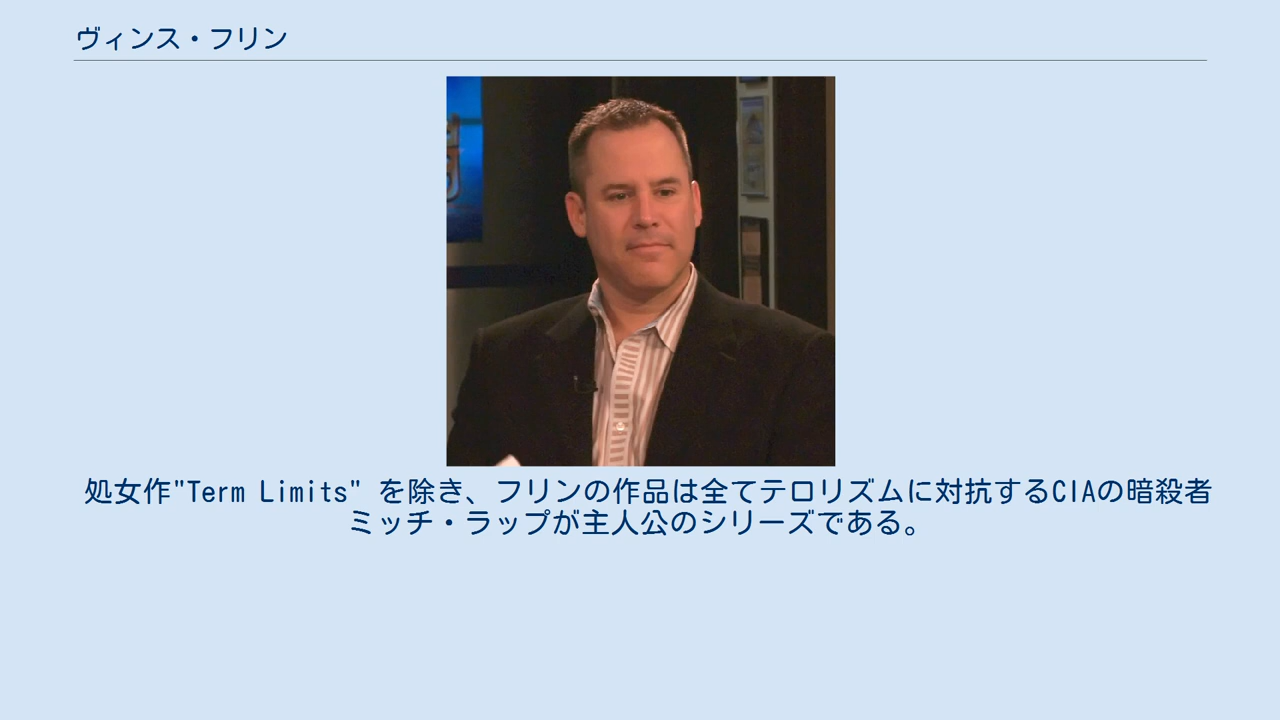 ヴィンス・フリン
処女作"Term Limits" を除き、フリンの作品は全てテロリズムに対抗するCIAの暗殺者
ミッチ・ラップが主人公のシリーズである。